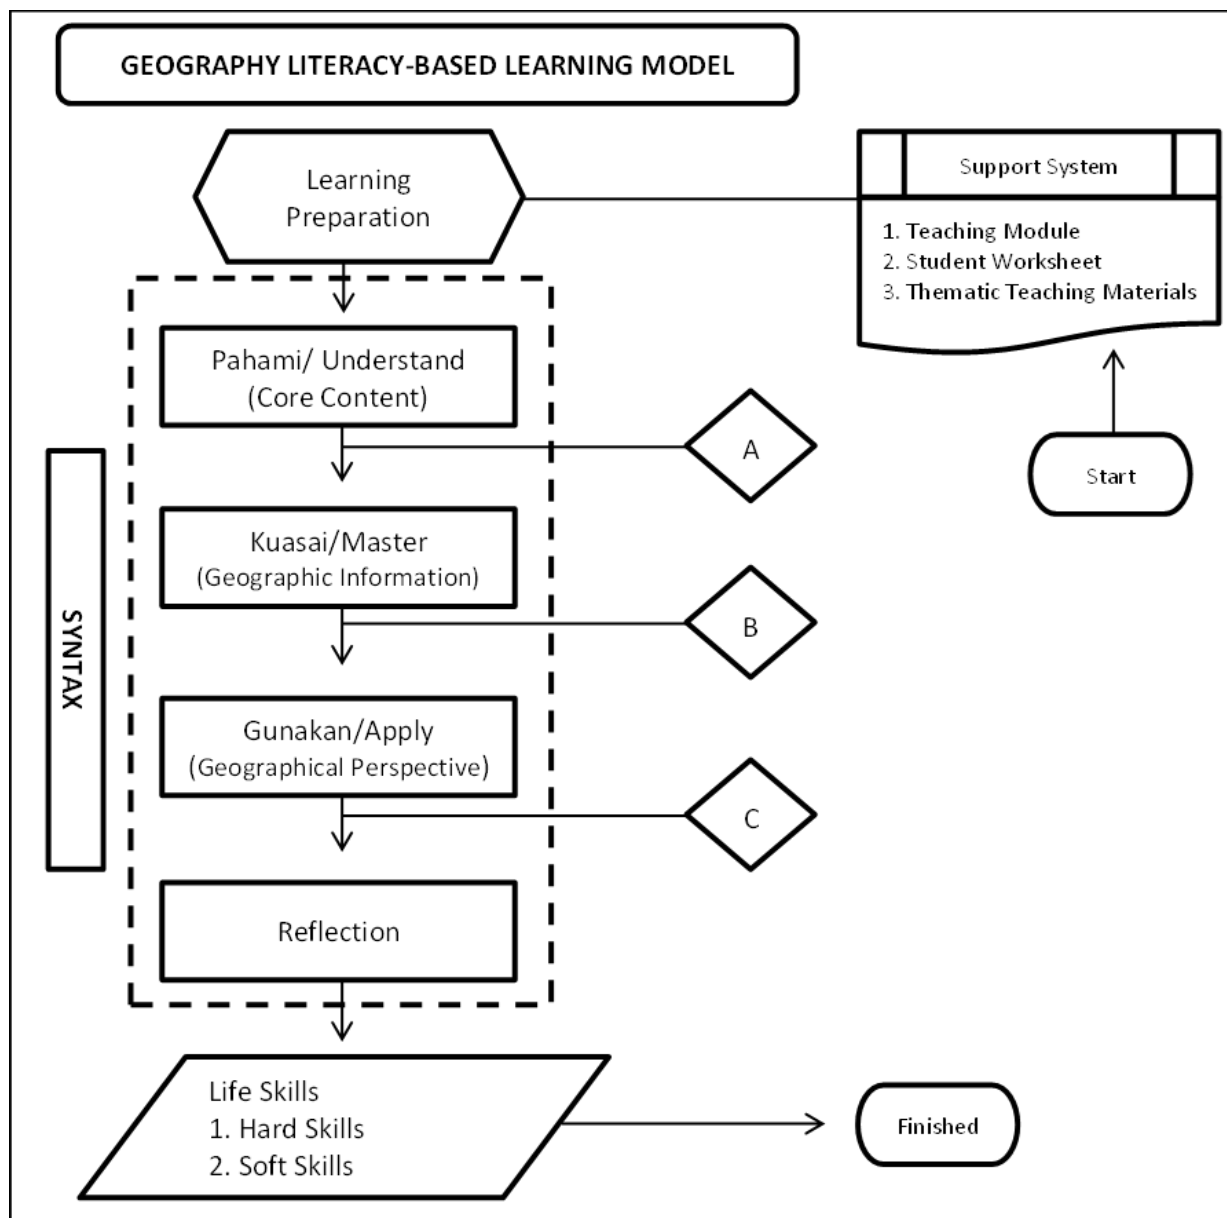 GEOGRAPHY LITERACY-BASED LEARNING MODEL
Learning
Preparation
Support System
1. Teaching Module
2. Student Worksheet
3. Thematic Teaching Materials
Start
Pahami/ Understand
(Core Content)
A
Kuasai/Master
(Geographic Information)
B
SYNTAX
Gunakan/Apply
(Geographical Perspective)
C
Reflection
Life Skills
1. Hard Skills
2. Soft Skills
Finished